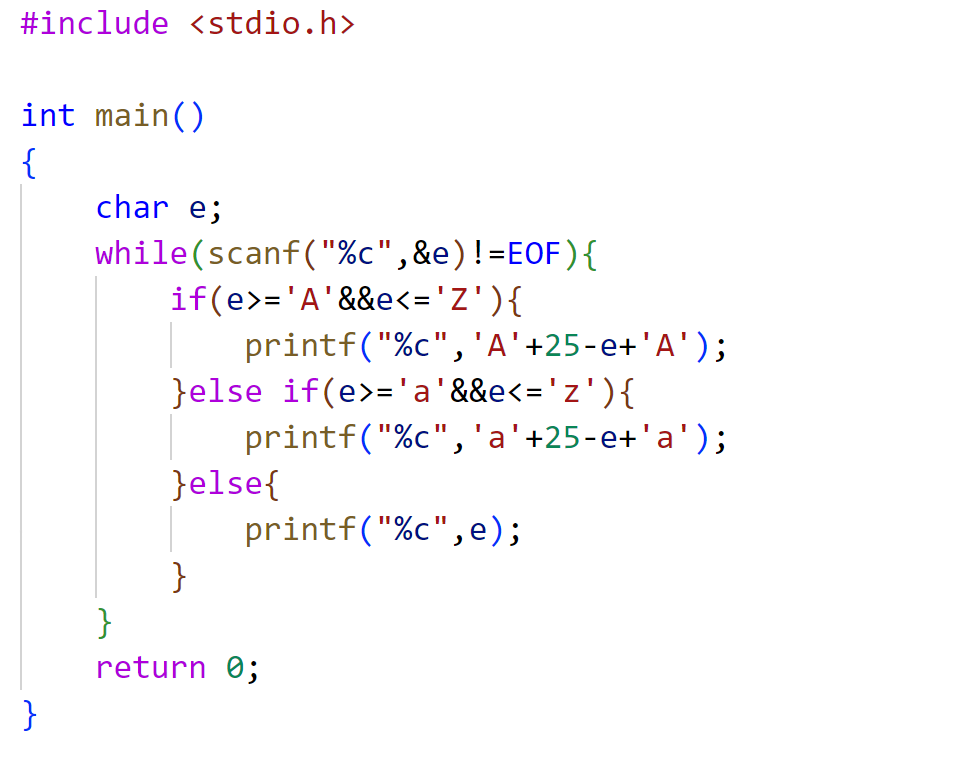 #include <stdio.h>

int main()
{
    char e;
    while(scanf("%c",&e)!=EOF){
        if(e>='A'&&e<='Z'){
            printf("%c",'A'+25-e+'A');
        }else if(e>='a'&&e<='z'){
            printf("%c",'a'+25-e+'a');
        }else{
            printf("%c",e);
        }
    }
    return 0;
}